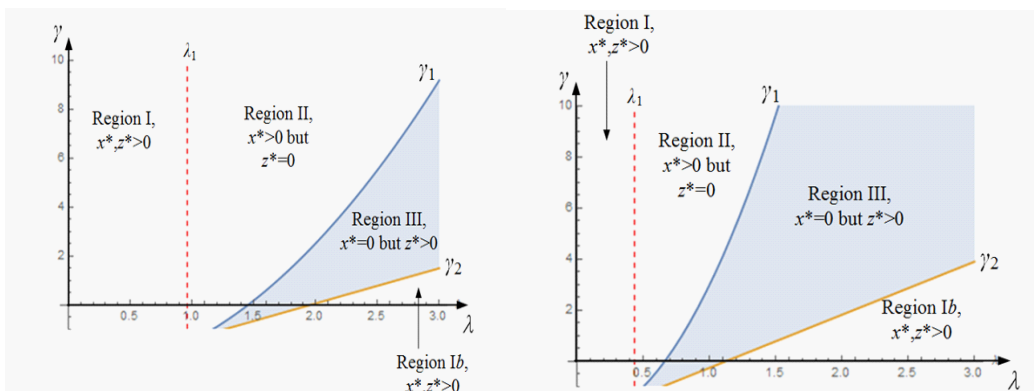 γ
λ1
10
8
6
4
2
γ1
γ2
Region I,
x*,z*>0
Region II,
x*>0 but
z*=0
Region III,
x*=0 but z*>0
0.5
1.0
1.5
2.0
2.5
3.0
λ
Region Ib,
x*,z*>0
Region I,
x*,z*>0
γ
λ1
γ1
10
8
6
4
2
Region II,
x*>0 but
z*=0
Region III,
x*=0 but z*>0
γ2
Region Ib,
x*,z*>0
0.5
1.0
1.5
2.0
2.5
3.0
λ